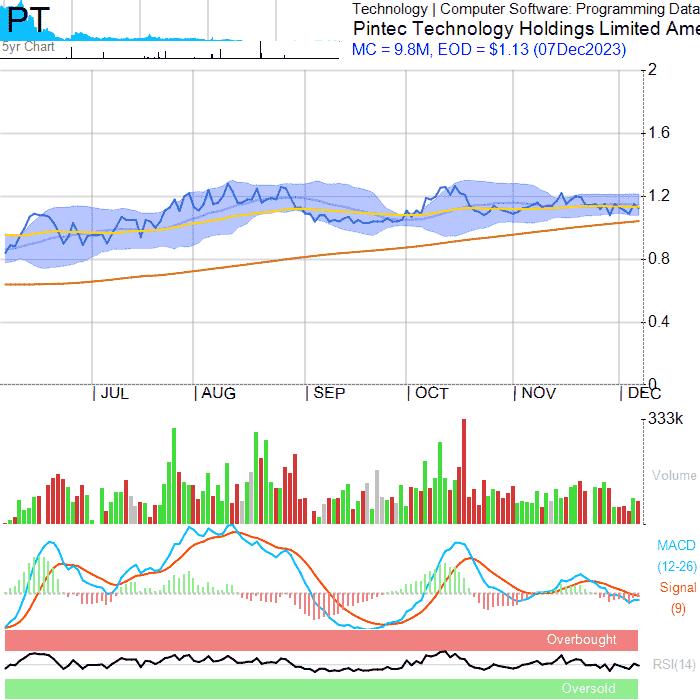 PT
5yr Chart
Technology | Computer Software: Programming Data
Pintec Technology Holdings Limited Ame
MC = 9.8M, EOD = $1.13 (07Dec2023)
2
1.6
1.2
0.8
0.4
0
JUL AUG SEP OCT NOV DEC
333k
Volume
MACD
(12-26)
Signal
(9)
Overbought
RSI(14)
Oversold